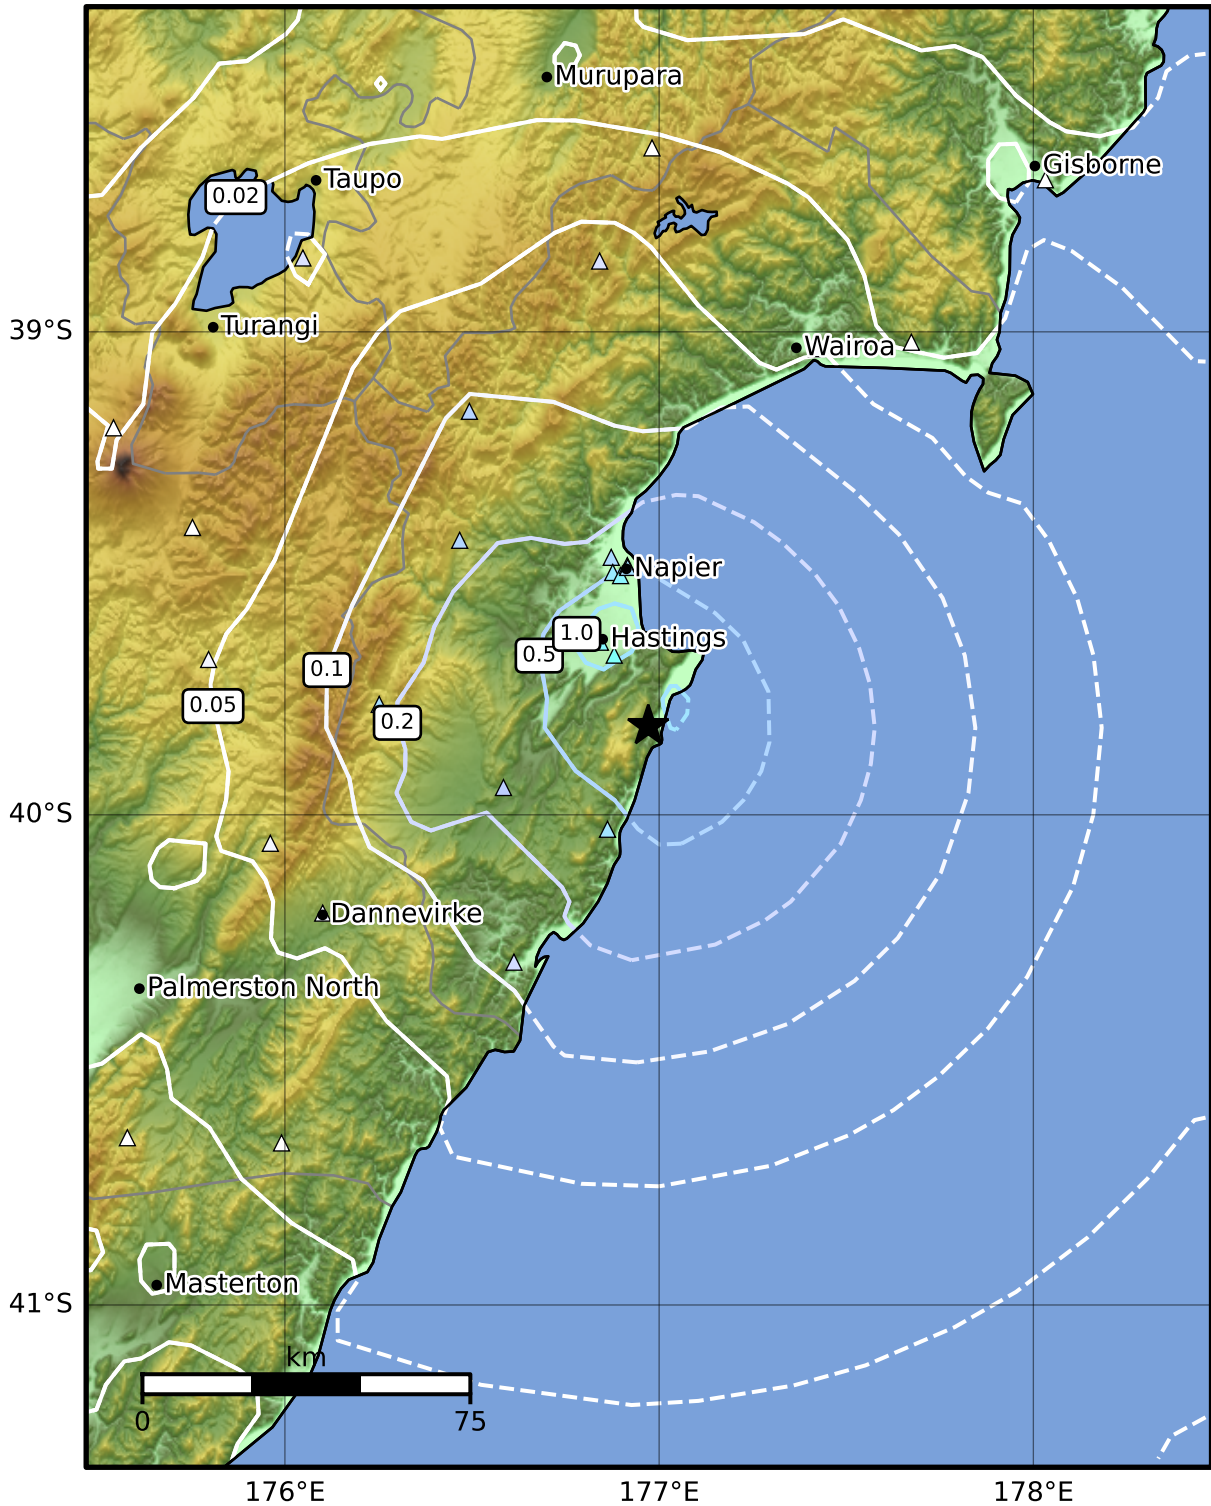 Murupara
Gisborne
Taupo
0.02
Turangi
39°S
Wairoa
Napier
1.0
Hastings
0.5
0.1
0.05
0.2
40°S
Dannevirke
Palmerston North
Masterton
41°S
km
0
75
176°E
177°E
178°E